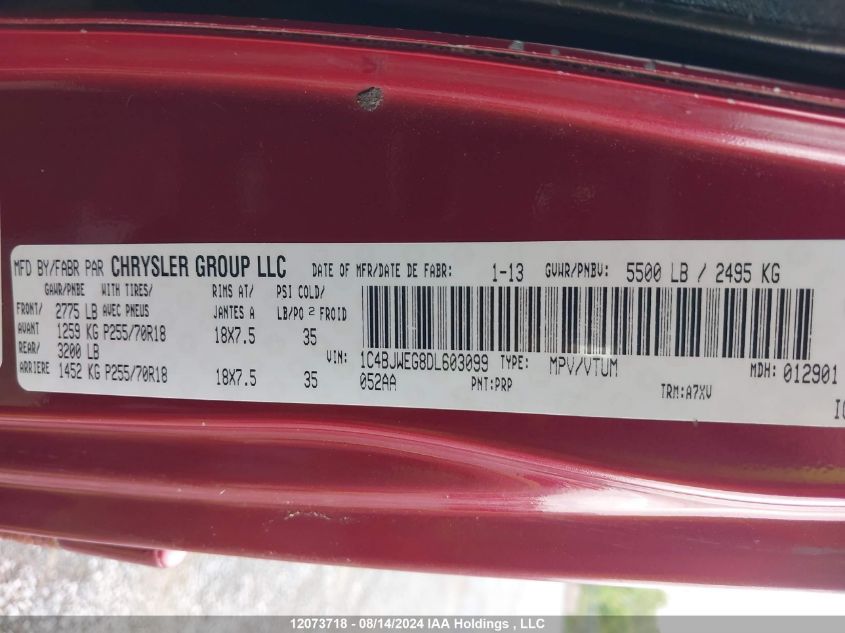 MFD BY/FABR PAR CHRYSLER GROUP LLC DATE OF MFR/DATE DE FABR: 1-13 GVWR/PNBV: 5500 LB / 2495 KG
GAWR/PNBE WITH TIRES/ RIMS AT/ PSI COLD/
FRONT/ 2775 LB AVEC PNEUS JANTES A LB/PO 2 FROID
AVANT 1259 KG P255/70R18 18X7.5 35
REAR/ 3200 LB VIN: 1C4BJWEG8DL603099 TYPE: MPV/VTUM MDH: 012901
ARRIERE 1452 KG P255/70R18 18X7.5 35 052AA PNT:PRP TRM:A7XV
12073718 - 08/14/2024 IAA Holdings , LLC